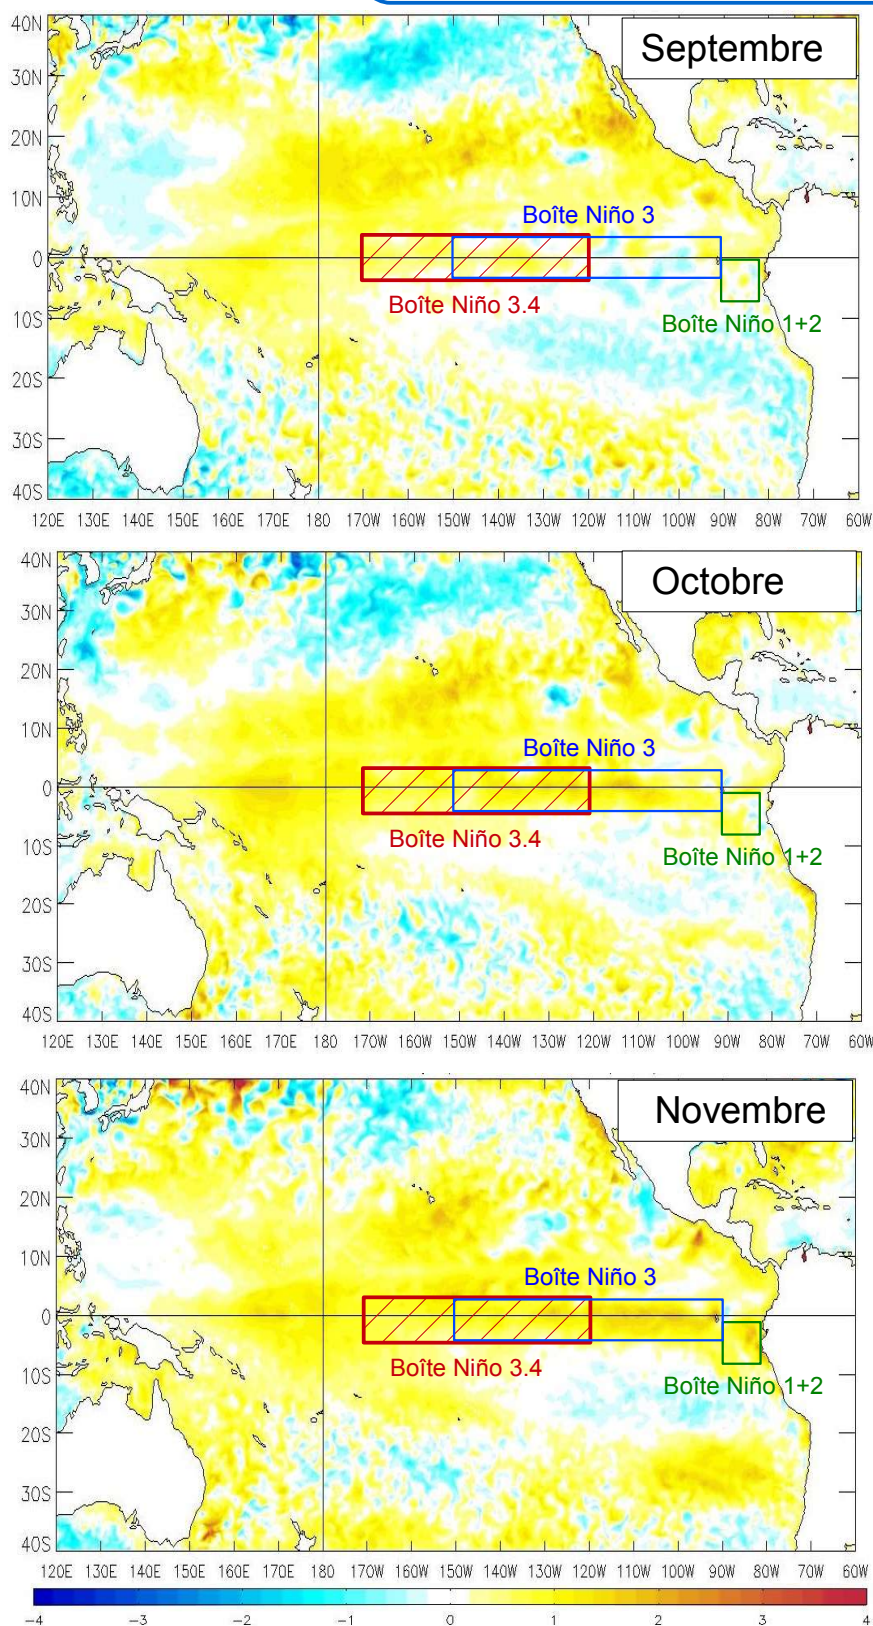 Septembre
40N
30N
20N
10N
0
10S
20S
30S
40S
Boîte Niño 3
Boîte Niño 3.4
Boîte Niño 1+2
120E 130E 140E 150E 160E 170E 180 170W 160W 150W 140W 130W 120W 110W 100W 90W 80W 70W 60W
Octobre
40N
30N
20N
10N
0
10S
20S
30S
40S
Boîte Niño 3
Boîte Niño 3.4
Boîte Niño 1+2
120E 130E 140E 150E 160E 170E 180 170W 160W 150W 140W 130W 120W 110W 100W 90W 80W 70W 60W
Novembre
40N
30N
20N
10N
0
10S
20S
30S
40S
Boîte Niño 3
Boîte Niño 3.4
Boîte Niño 1+2
120E 130E 140E 150E 160E 170E 180 170W 160W 150W 140W 130W 120W 110W 100W 90W 80W 70W 60W
-4 -3 -2 -1 0 1 2 3 4